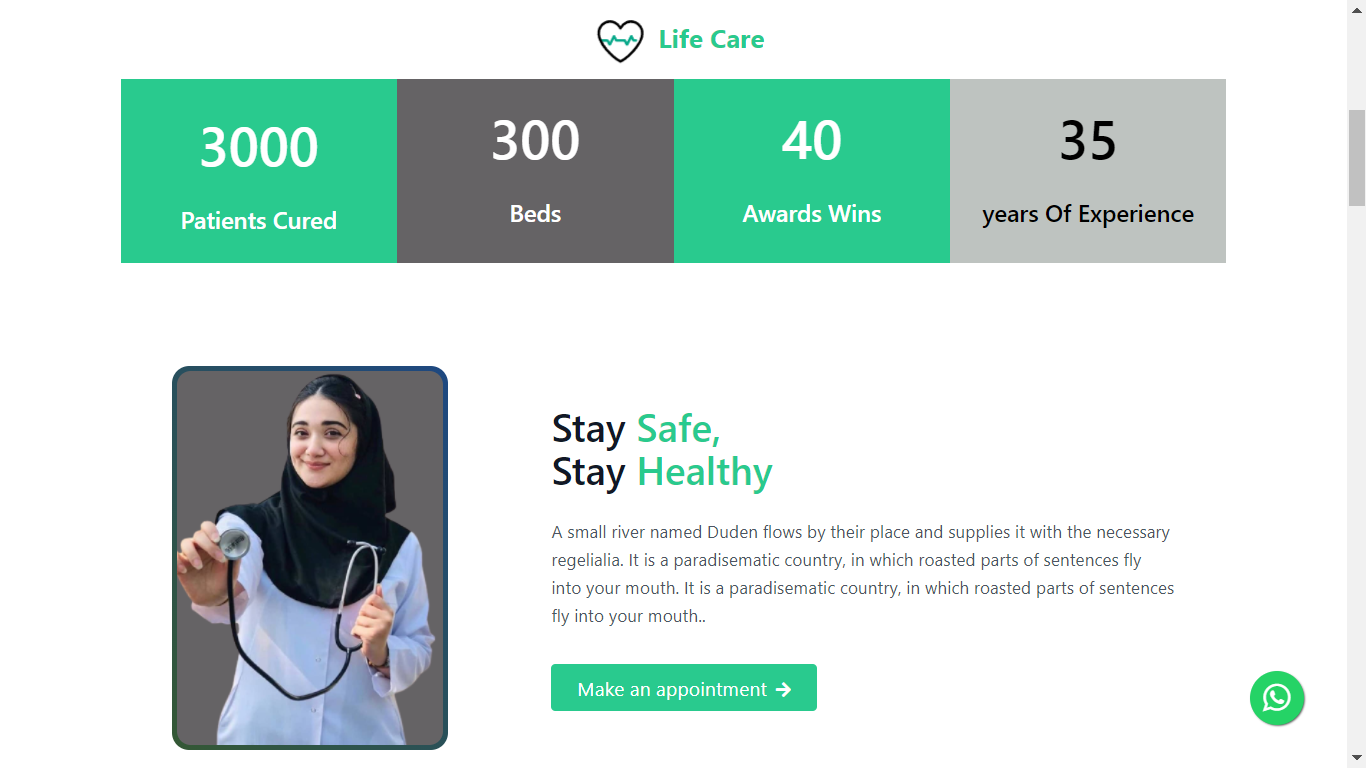 Life Care
3000
Patients Cured
300
Beds
40
Awards Wins
35
years Of Experience
Stay Safe,
Stay Healthy
A small river named Duden flows by their place and supplies it with the necessary
regelialia. It is a paradisematic country, in which roasted parts of sentences fly
into your mouth. It is a paradisematic country, in which roasted parts of sentences
fly into your mouth..
Make an appointment